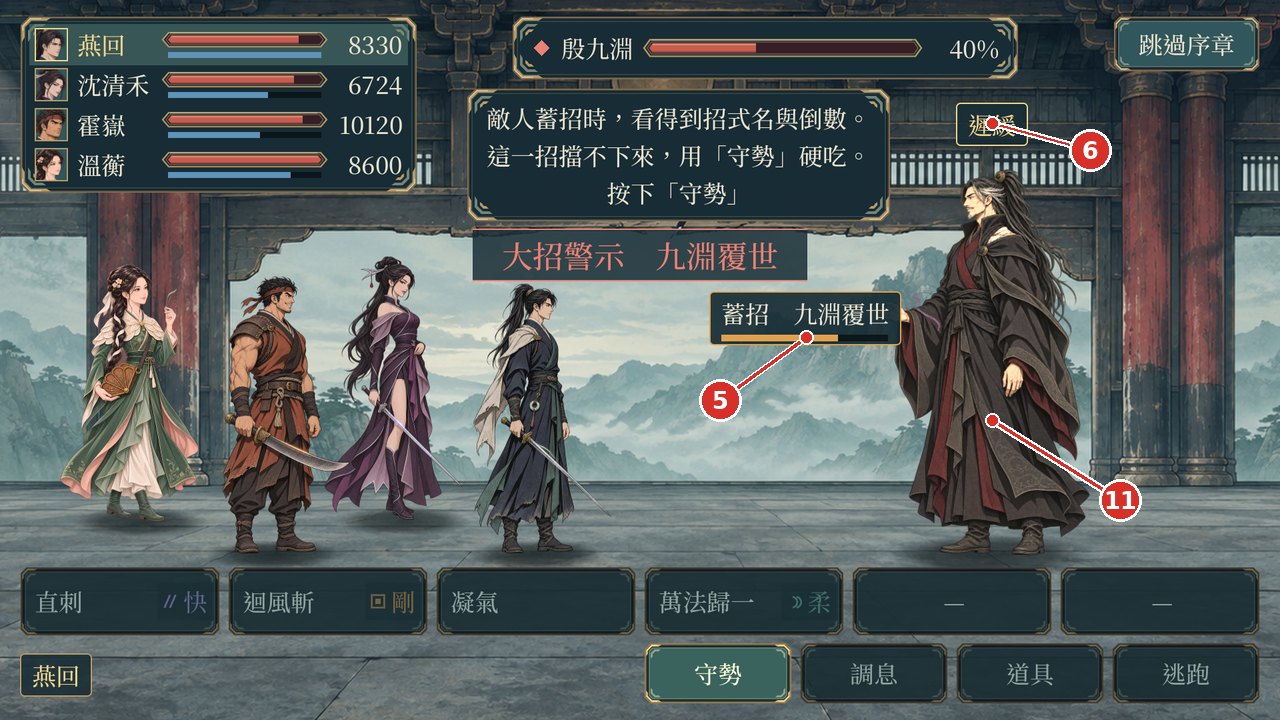 燕回 8330
沈清禾 6724
霍嶽 10120
溫蘅 8600
殷九淵 40%
跳過序章
敵人蓄招時，看得到招式名與倒數。
這一招擋不下來，用「守勢」硬吃。
按下「守勢」
遲緩
6
大招警示 九淵覆世
蓄招 九淵覆世
5
11
直刺 快
迴風斬 剛
凝氣
萬法歸一 柔
—
—
燕回
守勢
調息
道具
逃跑